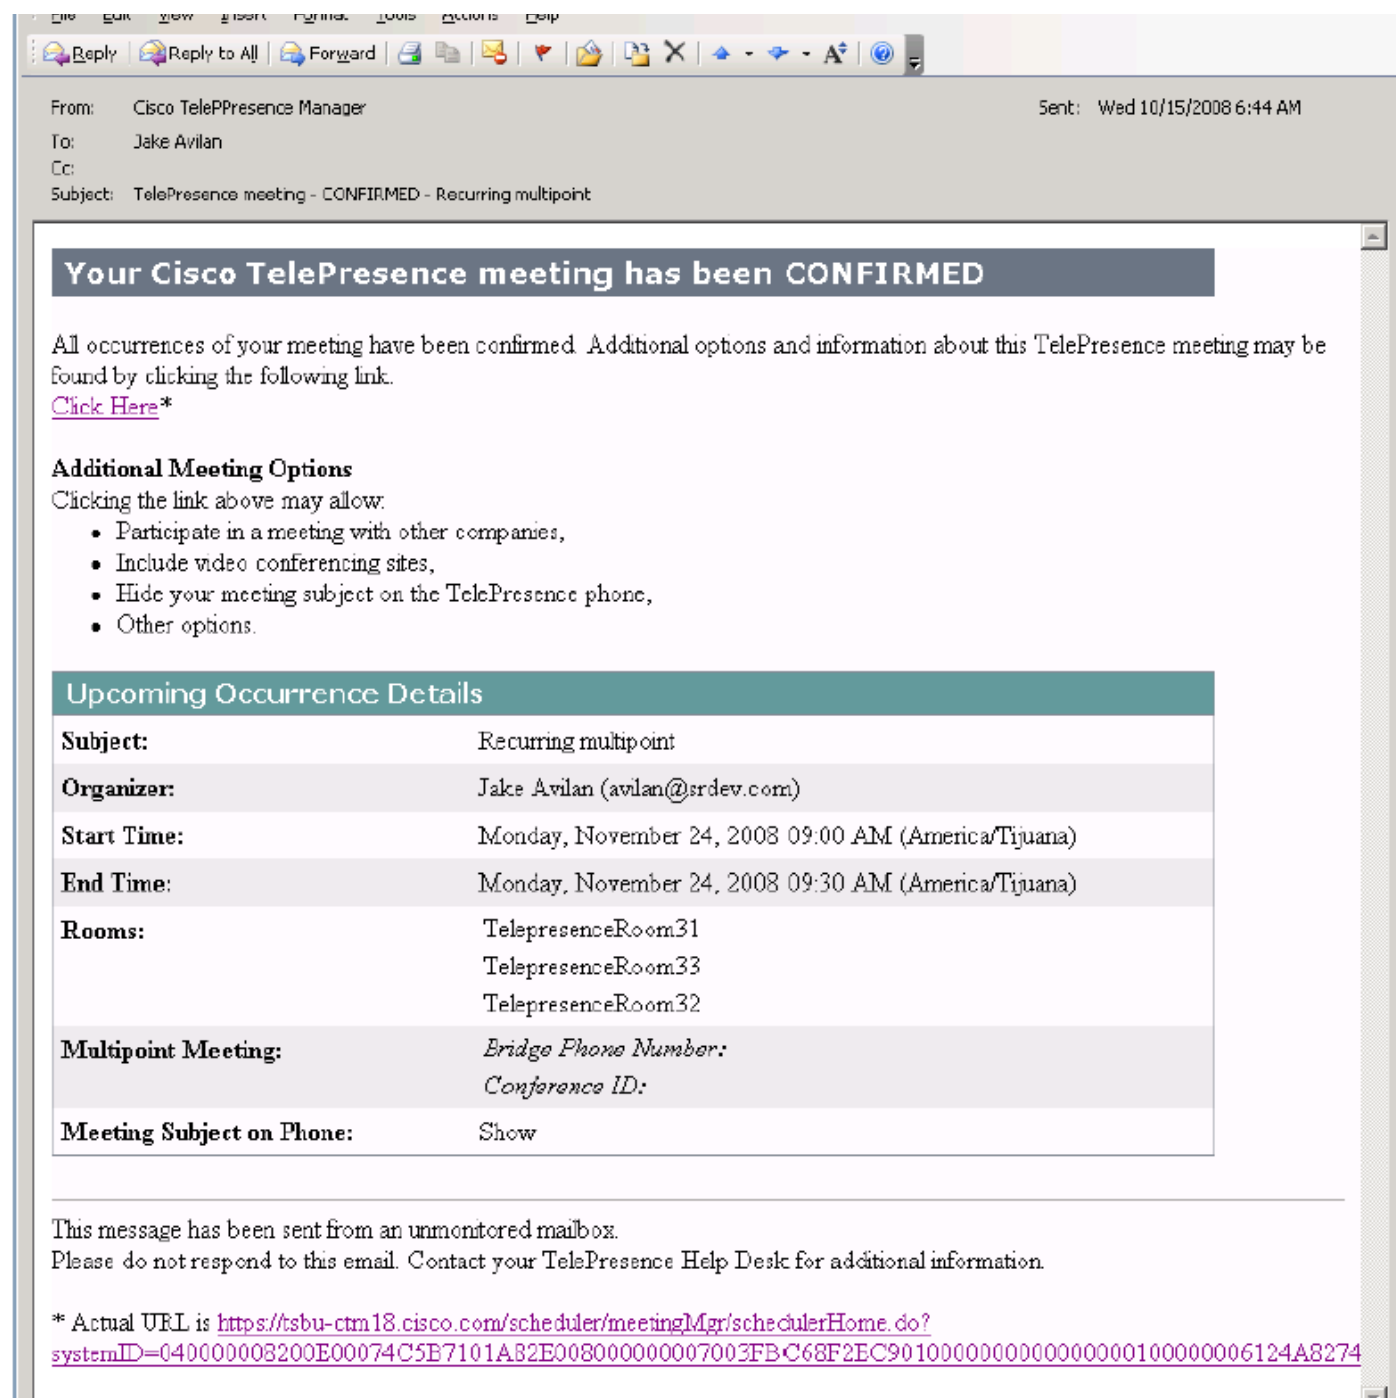 File Edit View Insert Format Tools Actions Help
Reply Reply to All Forward
From: Cisco TelePPresence Manager Sent: Wed 10/15/2008 6:44 AM
To: Jake Avilan
Cc:
Subject: TelePresence meeting - CONFIRMED - Recurring multipoint
Your Cisco TelePresence meeting has been CONFIRMED
All occurrences of your meeting have been confirmed. Additional options and information about this TelePresence meeting may be
found by clicking the following link.
Click Here*
Additional Meeting Options
Clicking the link above may allow:
• Participate in a meeting with other companies,
• Include video conferencing sites,
• Hide your meeting subject on the TelePresence phone,
• Other options.
Upcoming Occurrence Details
Subject: Recurring multipoint
Organizer: Jake Avilan (avilan@srdev.com)
Start Time: Monday, November 24, 2008 09:00 AM (America/Tijuana)
End Time: Monday, November 24, 2008 09:30 AM (America/Tijuana)
Rooms: TelepresenceRoom31
TelepresenceRoom33
TelepresenceRoom32
Multipoint Meeting: Bridge Phone Number:
Conference ID:
Meeting Subject on Phone: Show
This message has been sent from an unmonitored mailbox.
Please do not respond to this email. Contact your TelePresence Help Desk for additional information.
* Actual URL is https://tsbu-ctm18.cisco.com/scheduler/meetingMgr/schedulerHome.do?